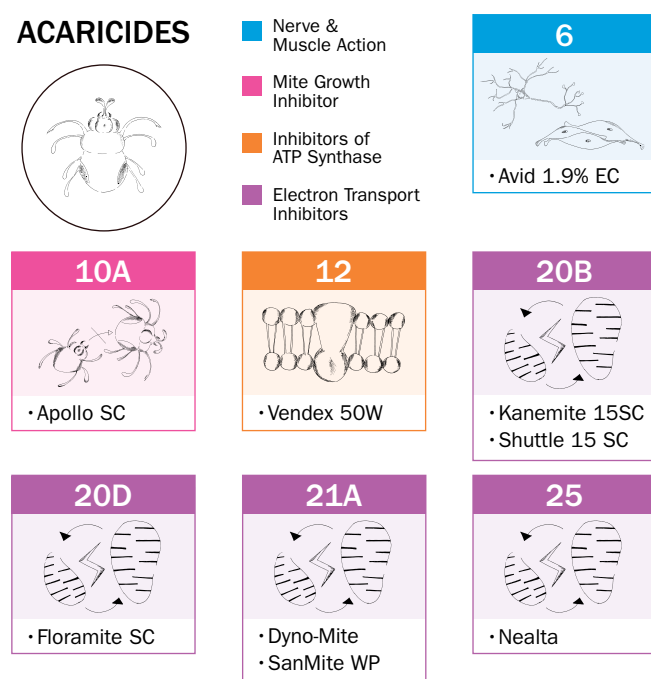 ACARICIDES
Nerve &
Muscle Action
Mite Growth
Inhibitor
Inhibitors of
ATP Synthase
Electron Transport
Inhibitors
6
· Avid 1.9% EC
10A
· Apollo SC
12
· Vendex 50W
20B
· Kanemite 15SC
· Shuttle 15 SC
20D
· Floramite SC
21A
· Dyno-Mite
· SanMite WP
25
· Nealta